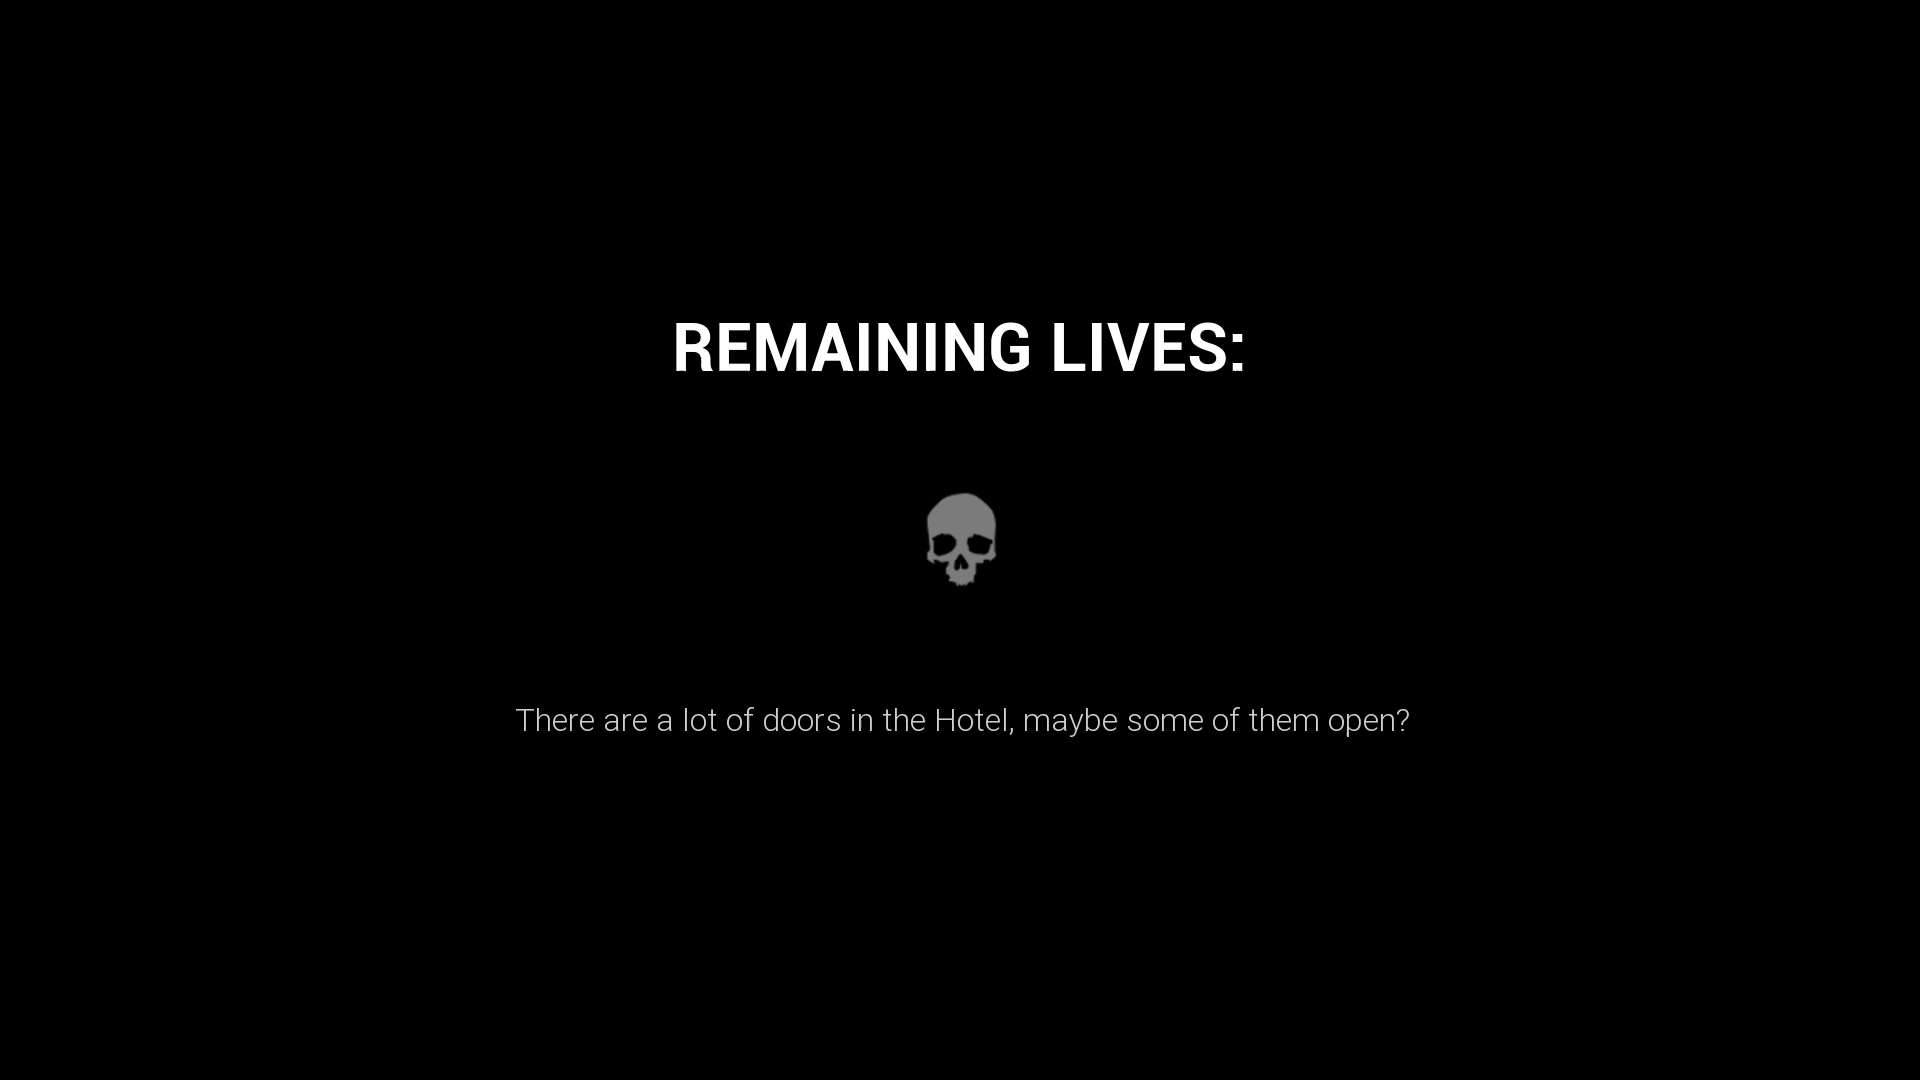 REMAINING LIVES:
There are a lot of doors in the Hotel, maybe some of them open?